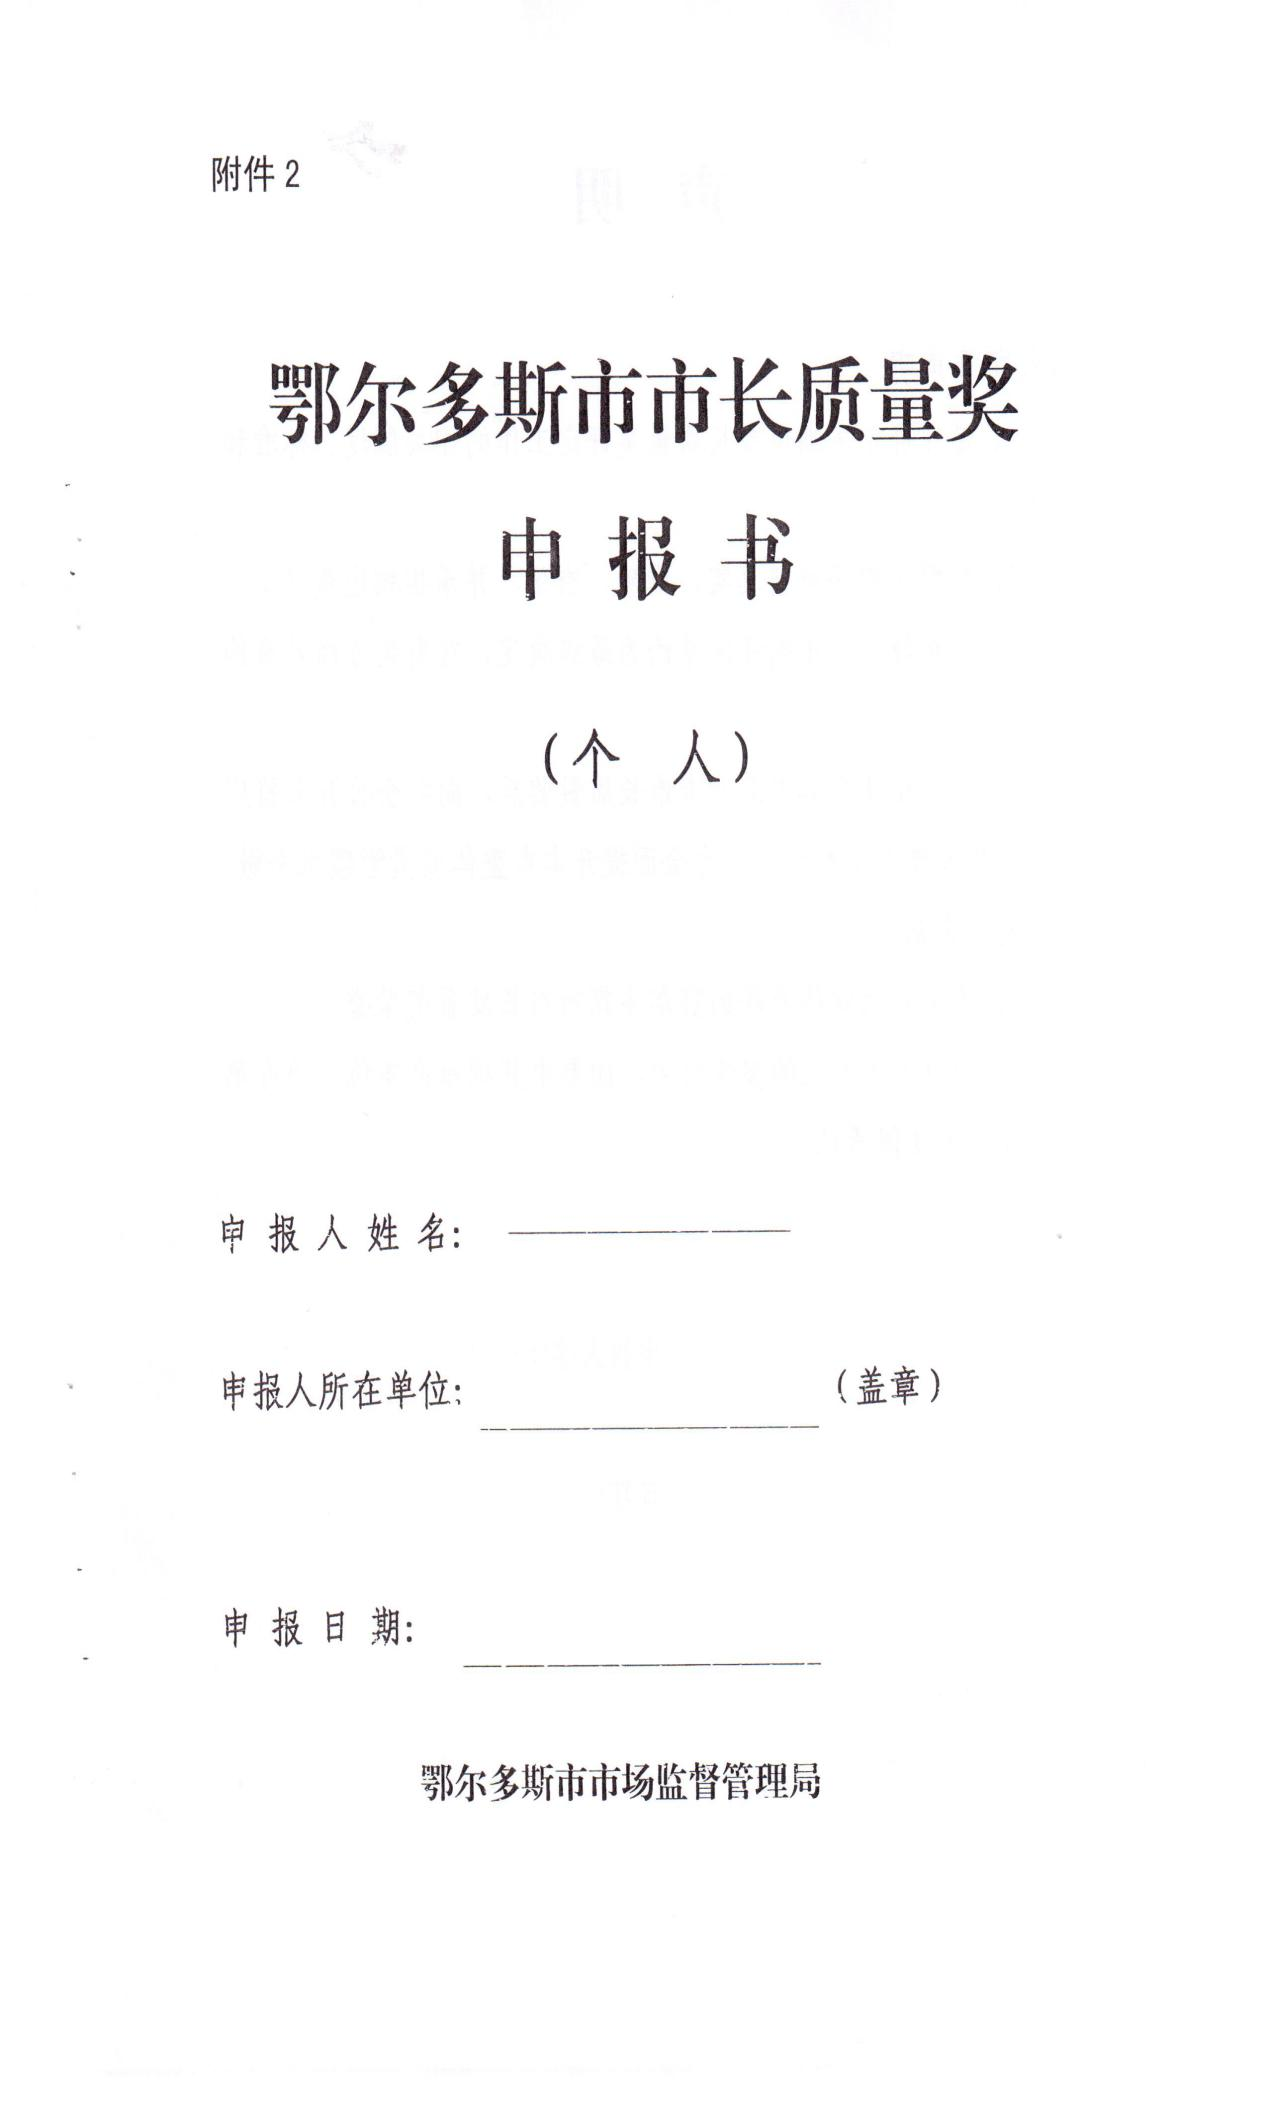 附件2
鄂尔多斯市市长质量奖
申报书
（个 人）
申报人姓名：
申报人所在单位：（盖章）
申报日期：
鄂尔多斯市市场监督管理局